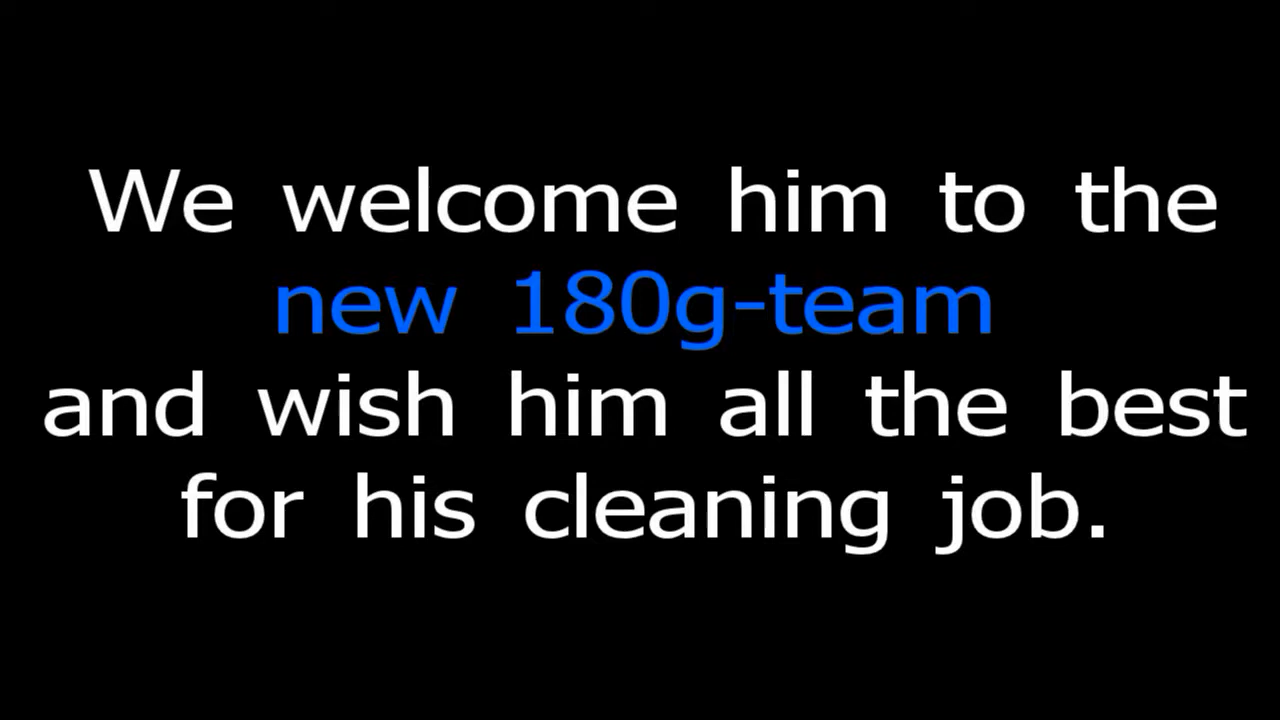 We welcome him to the
new 180g-team
and wish him all the best
for his cleaning job.